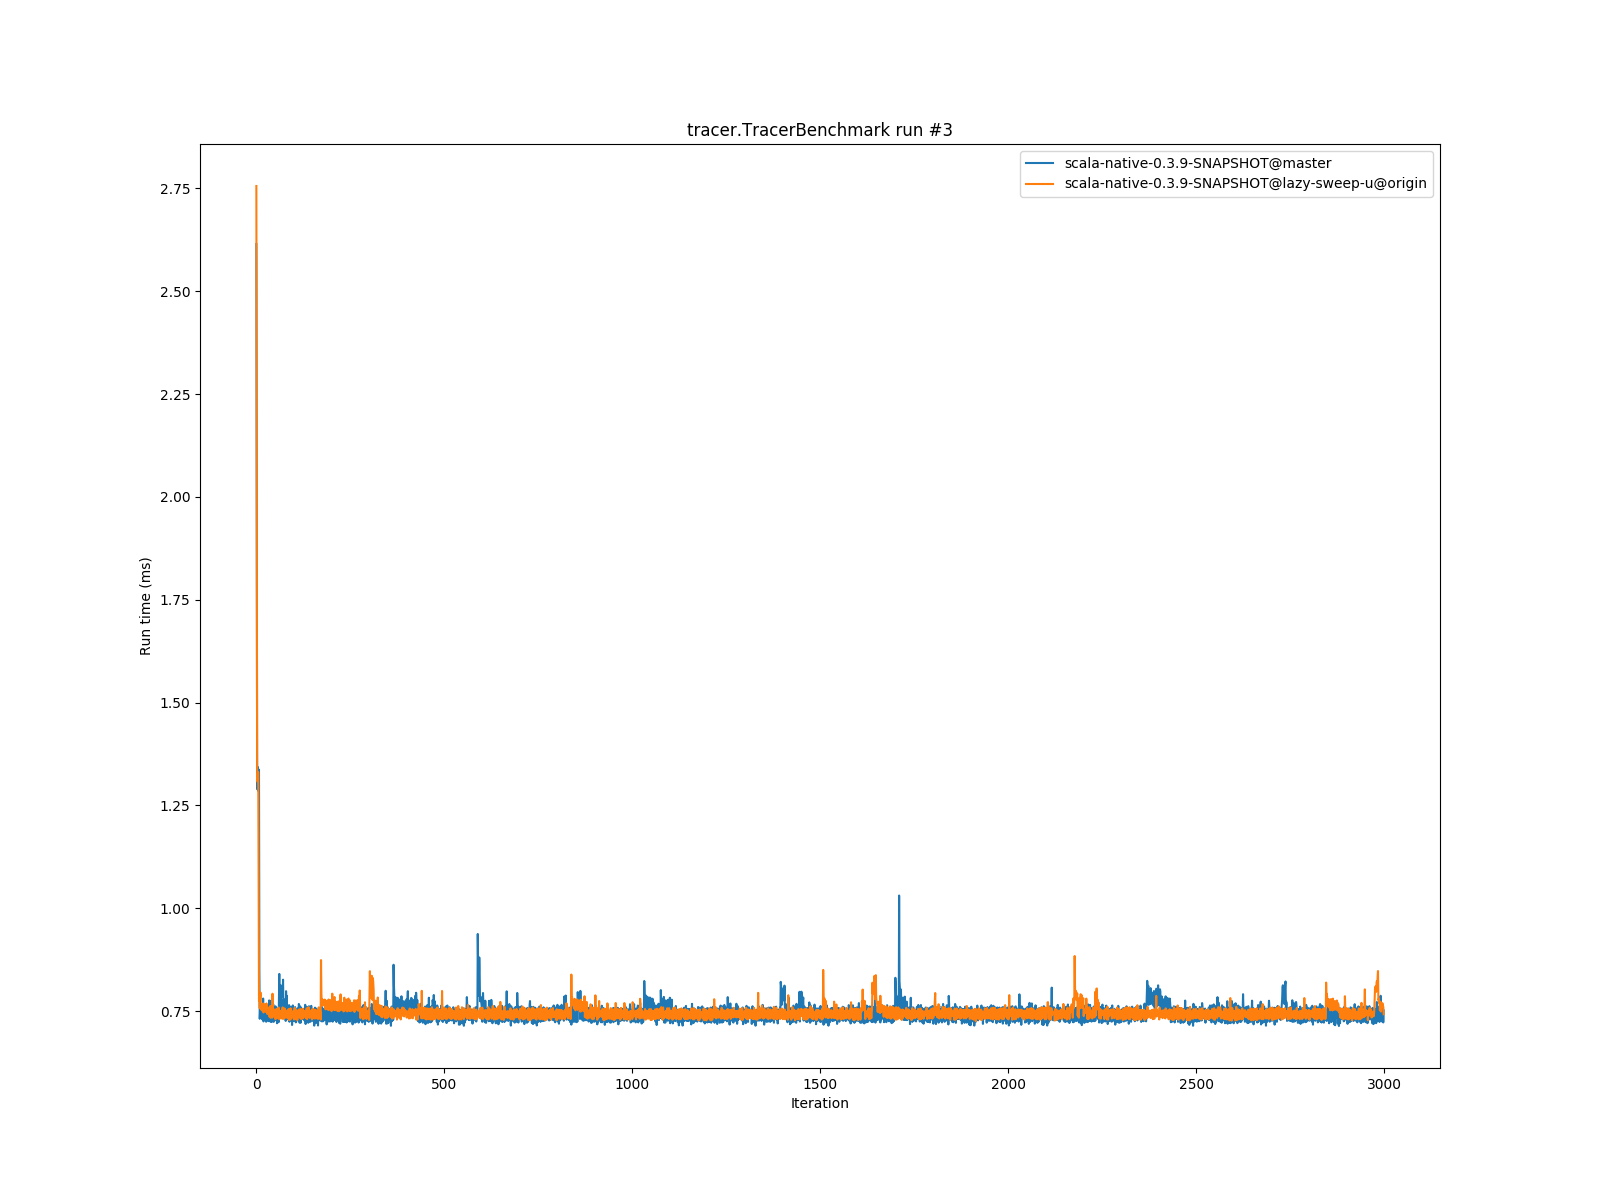 tracer.TracerBenchmark run #3
scala-native-0.3.9-SNAPSHOT@master
scala-native-0.3.9-SNAPSHOT@lazy-sweep-u@origin
2.75
2.50
2.25
2.00
1.75
1.50
1.25
1.00
0.75
Run time (ms)
0 500 1000 1500 2000 2500 3000
Iteration